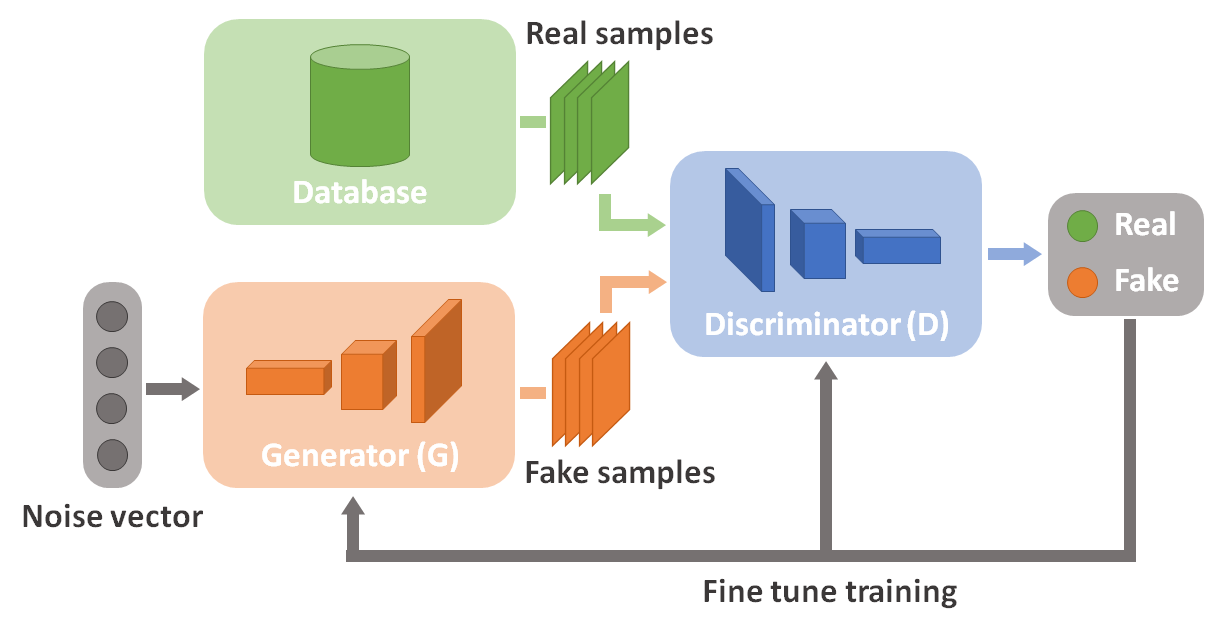 Real samples
Database
Real
Fake
Discriminator (D)
Generator (G)
Fake samples
Noise vector
Fine tune training